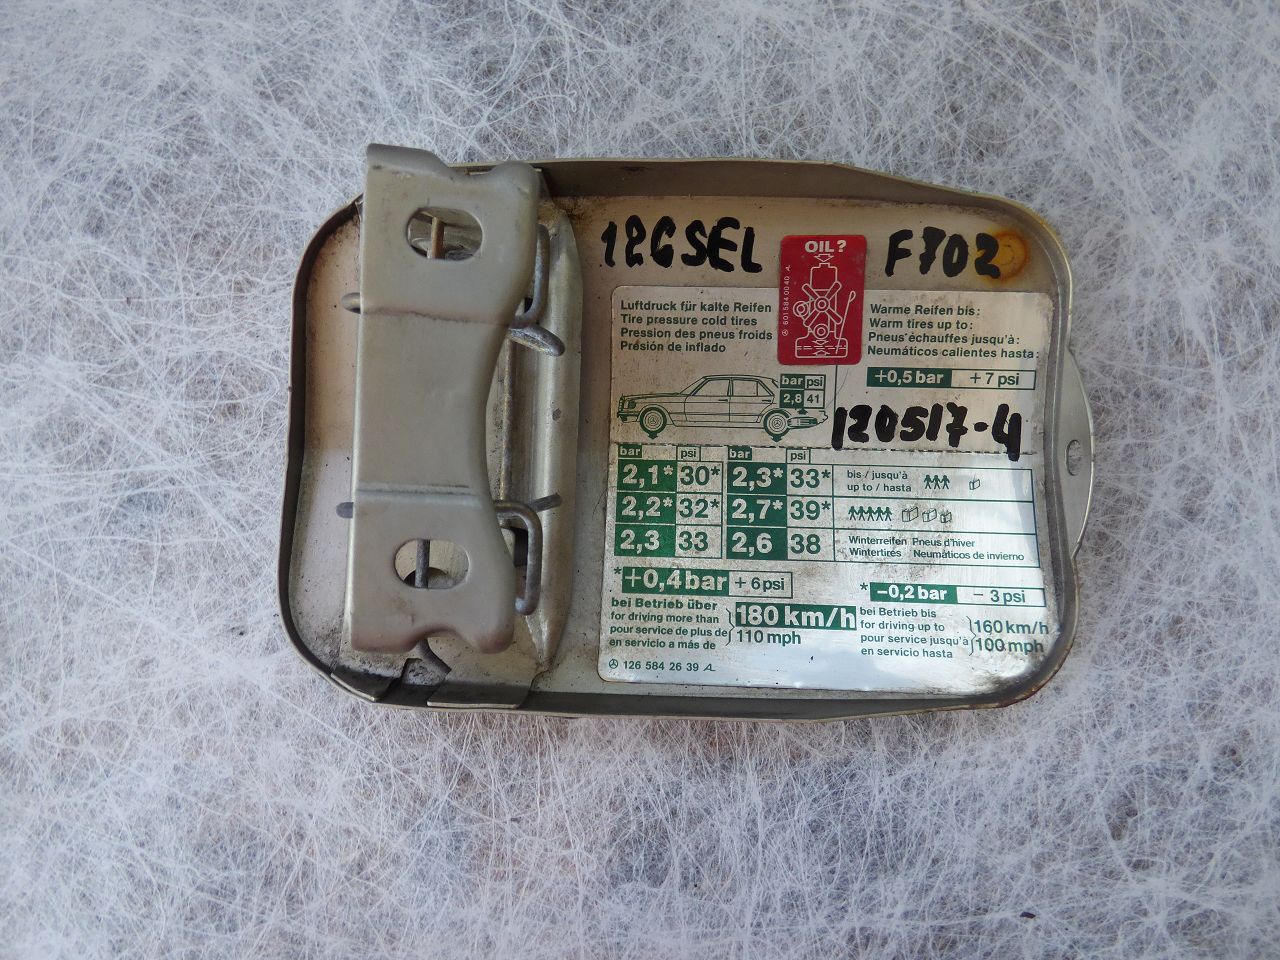 126SEL
F702
OIL?
601 584 00 40 A
Luftdruck für kalte Reifen
Tire pressure cold tires
Pression des pneus froids
Présión de inflado
Warme Reifen bis:
Warm tires up to:
Pneus'échauffes jusqu'à:
Neumáticos calientes hasta:
+0,5 bar + 7 psi
bar psi
2,8 41
120517-4
bar psi bar psi
2,1* 30* 2,3* 33* bis / jusqu'à
up to / hasta
2,2* 32* 2,7* 39*
2,3 33 2,6 38 Winterreifen Pneus d'hiver
Wintertires Neumáticos de invierno
*+0,4 bar + 6 psi
bei Betrieb über
for driving more than
pour service de plus de
en servicio a más de
180 km/h
110 mph
* -0,2 bar - 3 psi
bei Betrieb bis
for driving up to
pour service jusqu'à
en servicio hasta
160 km/h
100 mph
126 584 26 39